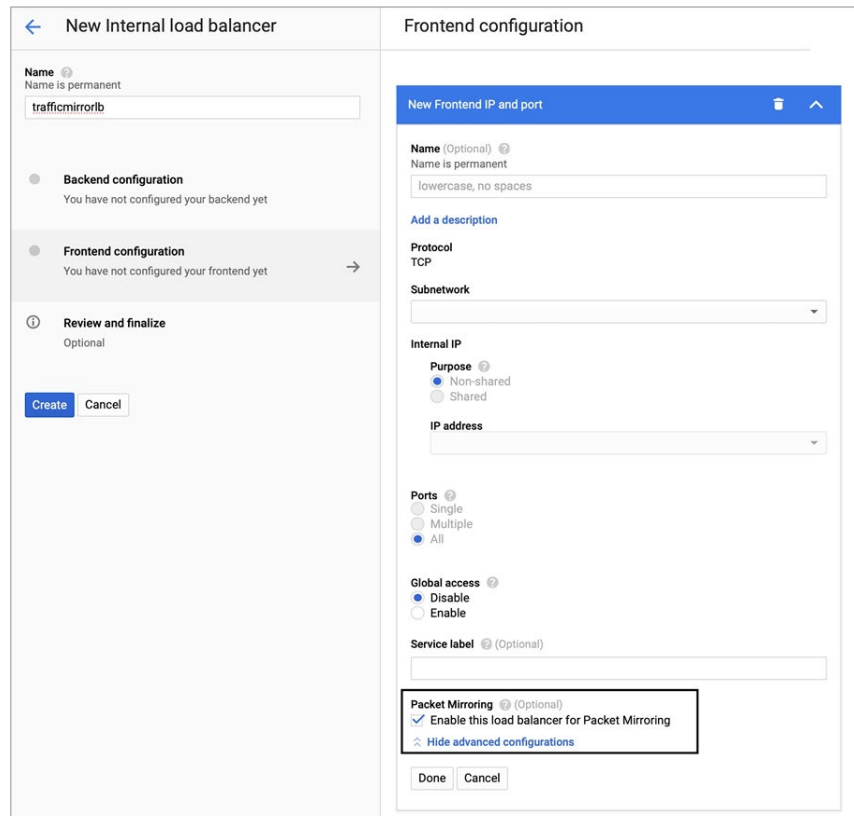 New Internal load balancer
Name
Name is permanent
trafficmirrorlb
Backend configuration
You have not configured your backend yet
Frontend configuration
You have not configured your frontend yet
Review and finalize
Optional
Create Cancel
Frontend configuration
New Frontend IP and port
Name (Optional)
Name is permanent
lowercase, no spaces
Add a description
Protocol
TCP
Subnetwork
Internal IP
Purpose
Non-shared
Shared
IP address
Ports
Single
Multiple
All
Global access
Disable
Enable
Service label (Optional)
Packet Mirroring (Optional)
Enable this load balancer for Packet Mirroring
Hide advanced configurations
Done Cancel